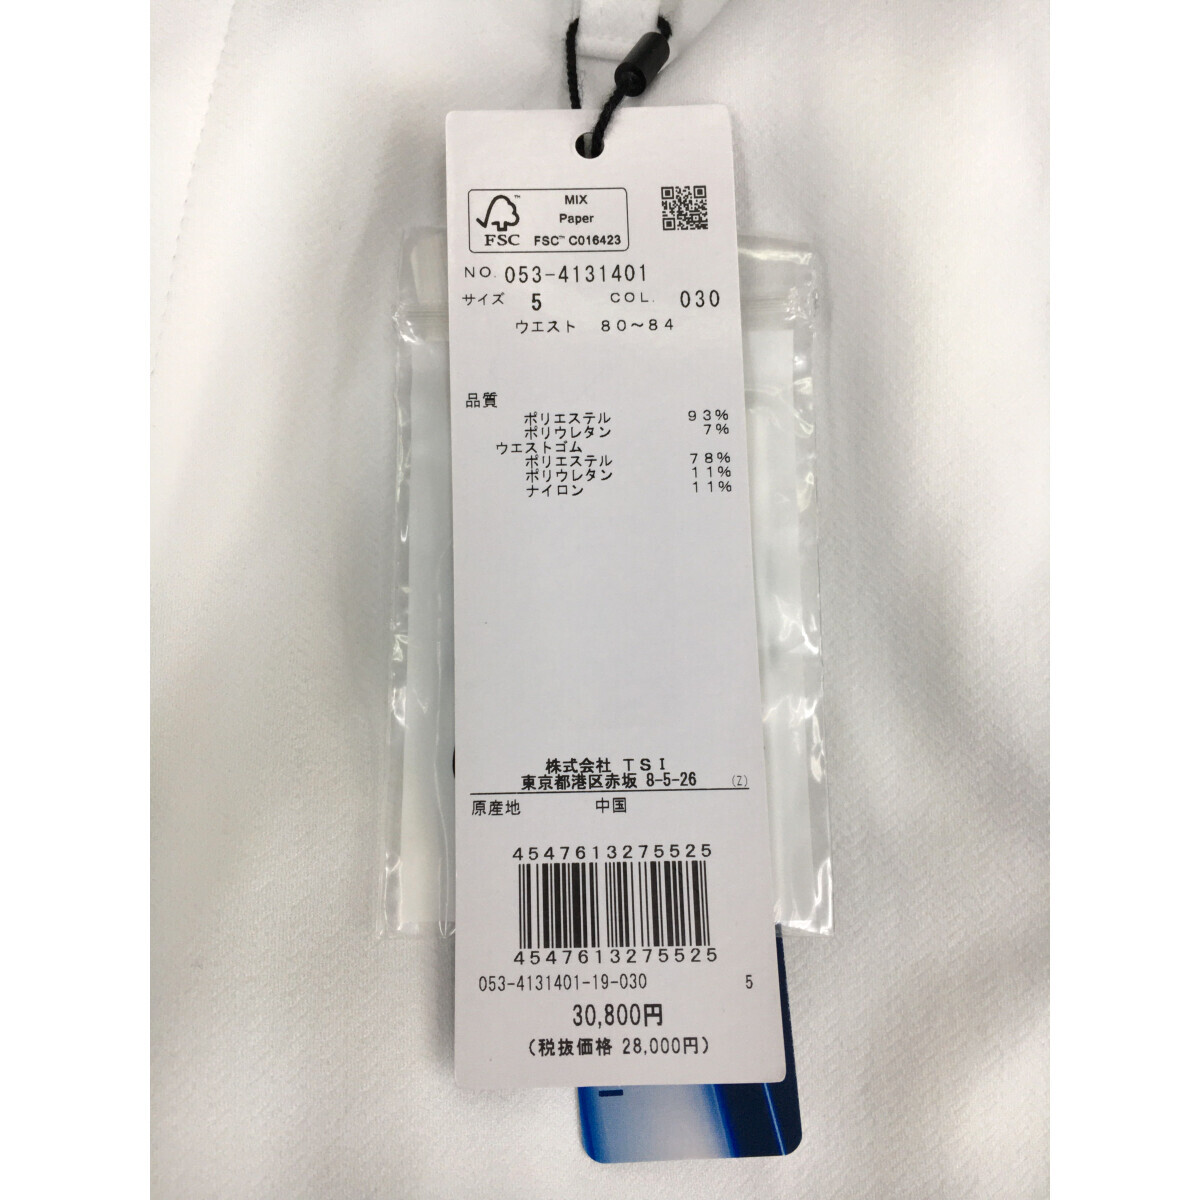 MIX
Paper
FSC™ C016423
FSC
NO. 053-4131401
サイズ 5 COL. 030
ウエスト 80～84
品質
ポリエステル 93%
ポリウレタン 7%
ウエストゴム
ポリエステル 78%
ポリウレタン 11%
ナイロン 11%
株式会社 TSI
東京都港区赤坂 8-5-26 (Z)
原産地 中国
4547613275525
4547613275525
053-4131401-19-030 5
30,800円
(税抜価格 28,000円)